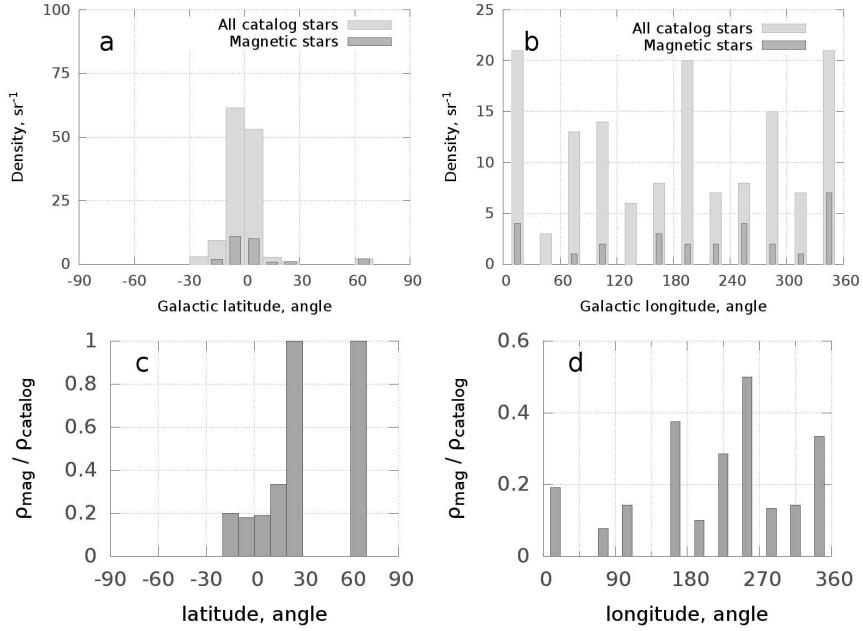 a
All catalog stars
Magnetic stars
Density, sr⁻¹
100
75
50
25
0
-90 -60 -30 0 30 60 90
Galactic latitude, angle
b
All catalog stars
Magnetic stars
Density, sr⁻¹
25
20
15
10
5
0
0 60 120 180 240 300 360
Galactic longitude, angle
c
ρmag / ρcatalog
1
0.8
0.6
0.4
0.2
0
-90 -60 -30 0 30 60 90
latitude, angle
d
ρmag / ρcatalog
0.6
0.4
0.2
0
0 90 180 270 360
longitude, angle